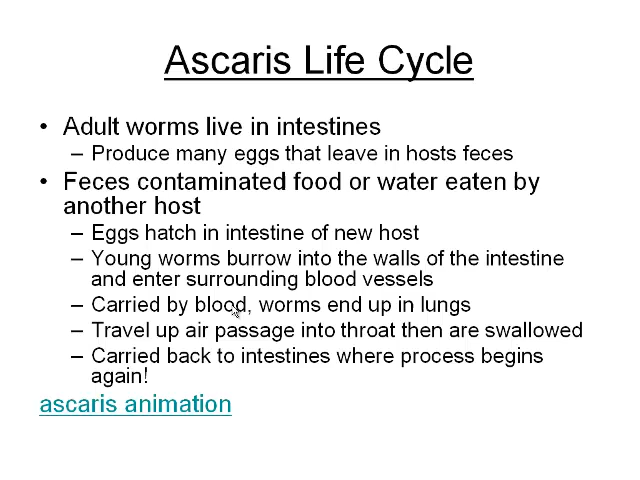 Ascaris Life Cycle
• Adult worms live in intestines
– Produce many eggs that leave in hosts feces
• Feces contaminated food or water eaten by
another host
– Eggs hatch in intestine of new host
– Young worms burrow into the walls of the intestine
and enter surrounding blood vessels
– Carried by blood, worms end up in lungs
– Travel up air passage into throat then are swallowed
– Carried back to intestines where process begins
again!
ascaris animation